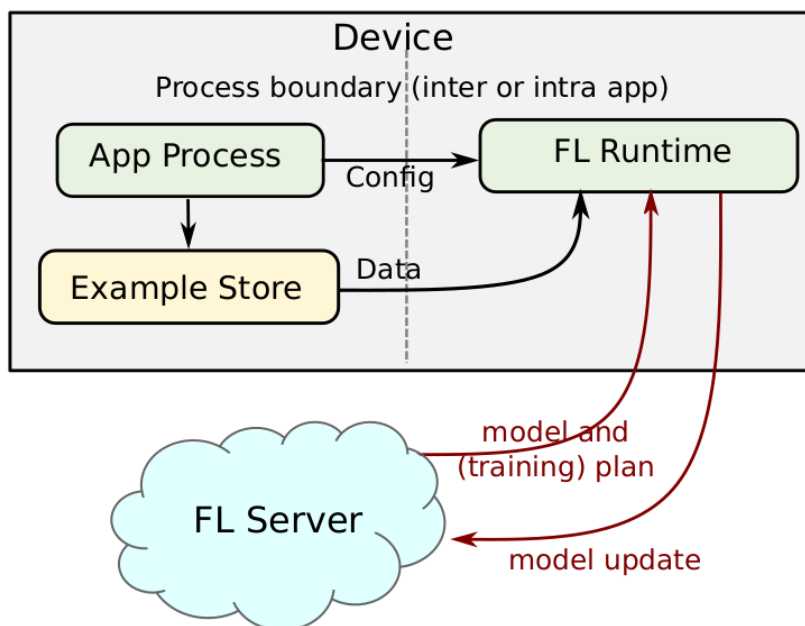 Device
Process boundary (inter or intra app)
App Process
FL Runtime
Config
Data
Example Store
model and
(training) plan
FL Server
model update